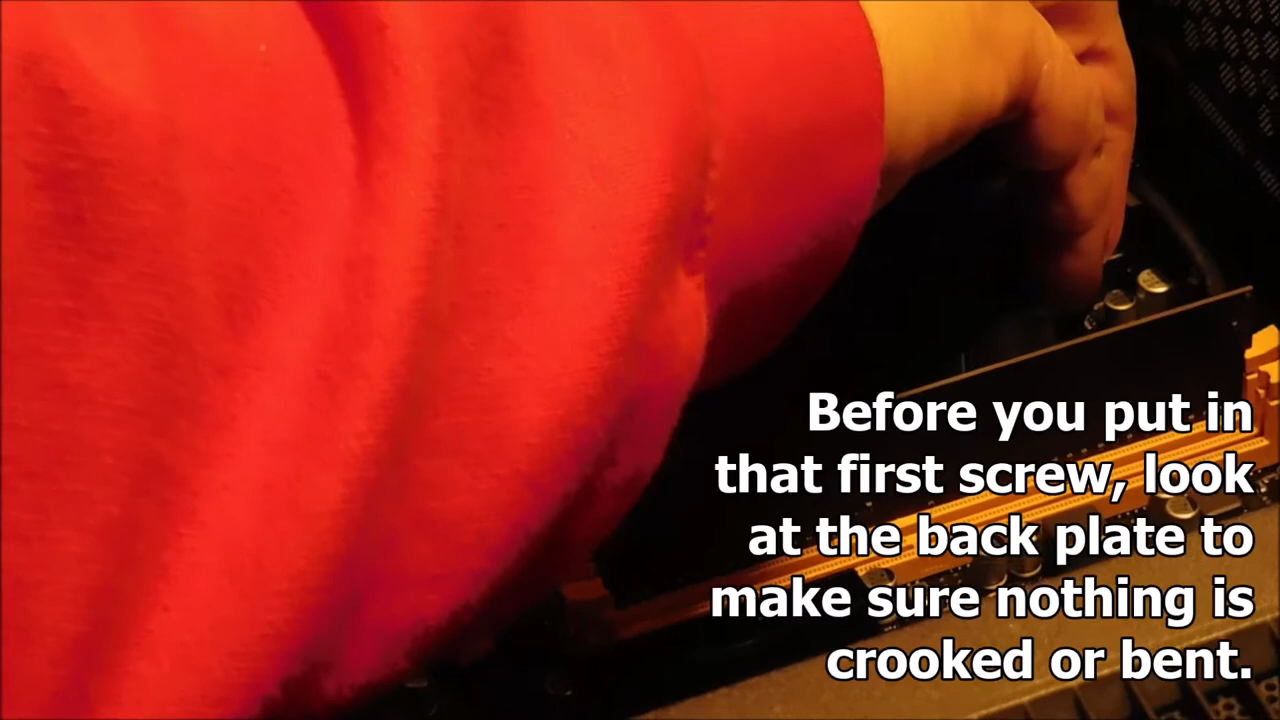 Before you put in
that first screw, look
at the back plate to
make sure nothing is
crooked or bent.